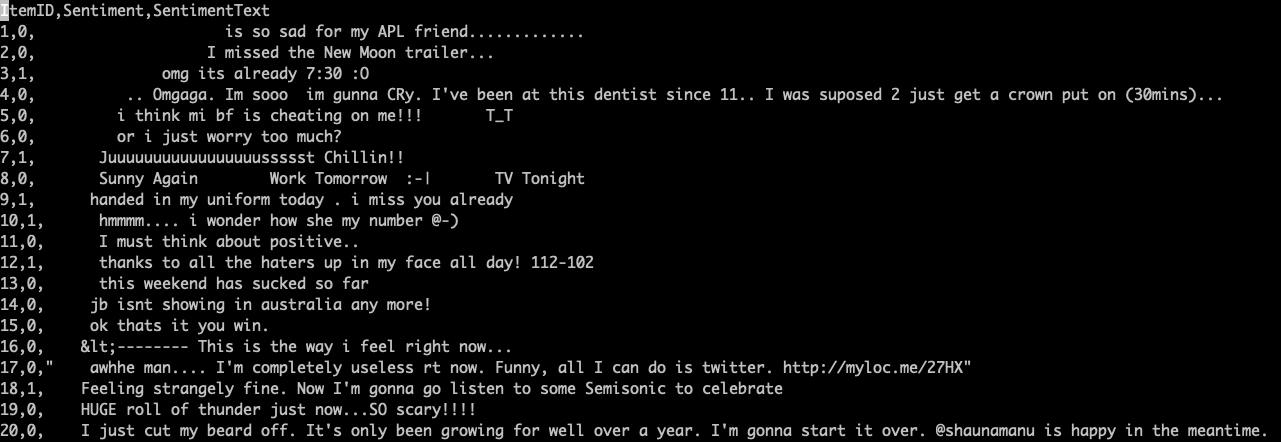 ItemID,Sentiment,SentimentText
1,0,                     is so sad for my APL friend.............
2,0,                   I missed the New Moon trailer...
3,1,              omg its already 7:30 :O
4,0,          .. Omgaga. Im sooo  im gunna CRy. I've been at this dentist since 11.. I was suposed 2 just get a crown put on (30mins)...
5,0,         i think mi bf is cheating on me!!!       T_T
6,0,         or i just worry too much?
7,1,       Juuuuuuuuuuuuuuuuussssst Chillin!!
8,0,       Sunny Again        Work Tomorrow  :-|       TV Tonight
9,1,      handed in my uniform today . i miss you already
10,1,      hmmmm.... i wonder how she my number @-)
11,0,      I must think about positive..
12,1,      thanks to all the haters up in my face all day! 112-102
13,0,      this weekend has sucked so far
14,0,     jb isnt showing in australia any more!
15,0,     ok thats it you win.
16,0,    &lt;-------- This is the way i feel right now...
17,0,"    awhhe man.... I'm completely useless rt now. Funny, all I can do is twitter. http://myloc.me/27HX"
18,1,    Feeling strangely fine. Now I'm gonna go listen to some Semisonic to celebrate
19,0,    HUGE roll of thunder just now...SO scary!!!!
20,0,    I just cut my beard off. It's only been growing for well over a year. I'm gonna start it over. @shaunamanu is happy in the meantime.